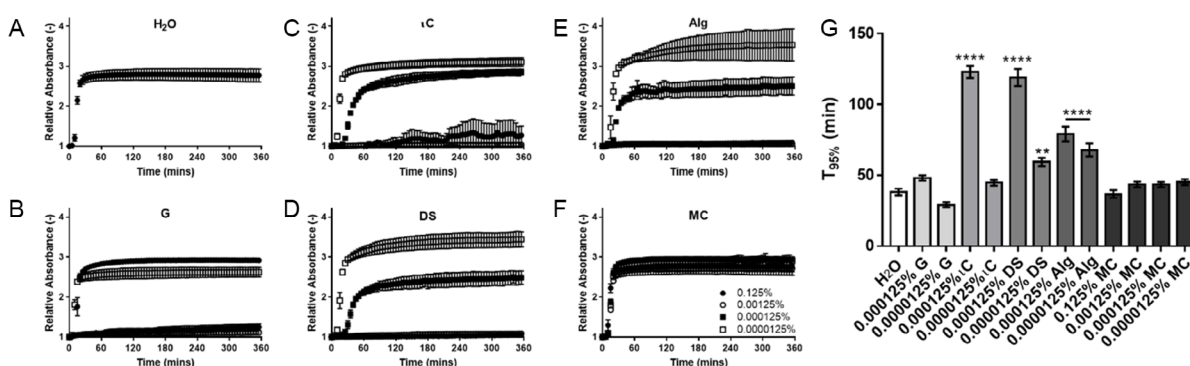 A
H2O
Relative Absorbance (-)
4
3
2
1
0 60 120 180 240 300 360
Time (mins)
B
G
Relative Absorbance (-)
4
3
2
1
0 60 120 180 240 300 360
Time (mins)
C
ιC
Relative Absorbance (-)
4
3
2
1
0 60 120 180 240 300 360
Time (mins)
D
DS
Relative Absorbance (-)
4
3
2
1
0 60 120 180 240 300 360
Time (mins)
E
Alg
Relative Absorbance (-)
4
3
2
1
0 60 120 180 240 300 360
Time (mins)
F
MC
Relative Absorbance (-)
4
3
2
1
0.125%
0.00125%
0.000125%
0.0000125%
0 60 120 180 240 300 360
Time (mins)
G
T95% (min)
150
100
50
0
****
****
**
****
H2O
0.000125% G
0.0000125% G
0.000125% ιC
0.0000125% ιC
0.000125% DS
0.0000125% DS
0.000125% Alg
0.0000125% Alg
0.125% MC
0.00125% MC
0.000125% MC
0.0000125% MC